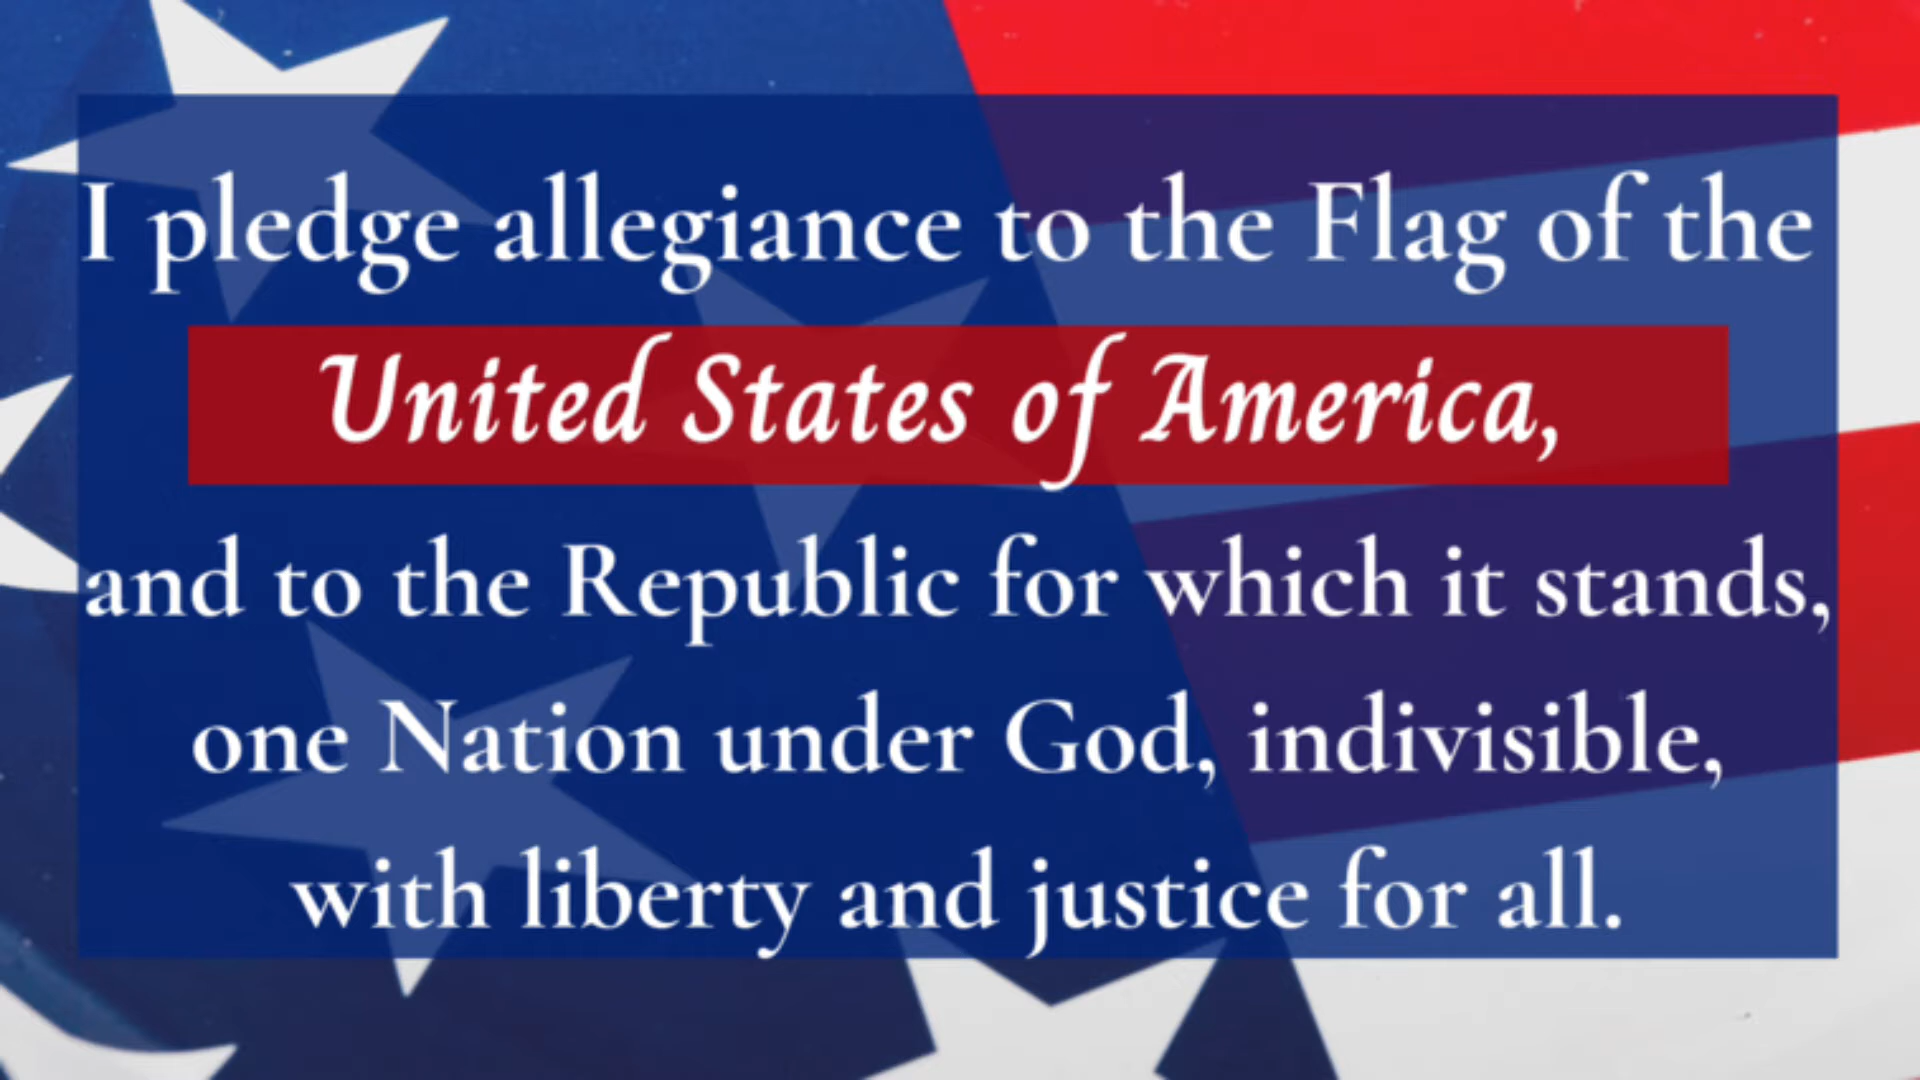 I pledge allegiance to the Flag of the
United States of America,
and to the Republic for which it stands,
one Nation under God, indivisible,
with liberty and justice for all.